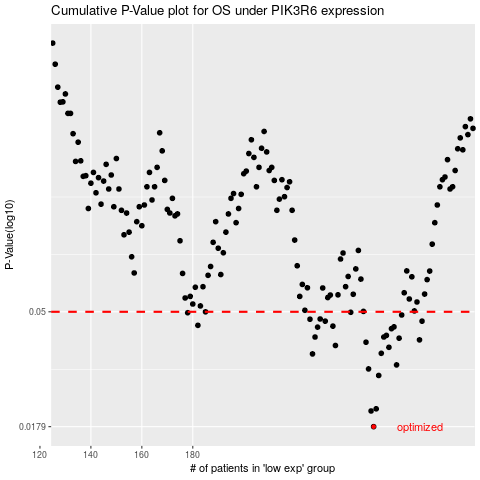 Cumulative P-Value plot for OS under PIK3R6 expression
P-Value(log10)
0.05
0.0179
optimized
120 140 160 180
# of patients in 'low exp' group